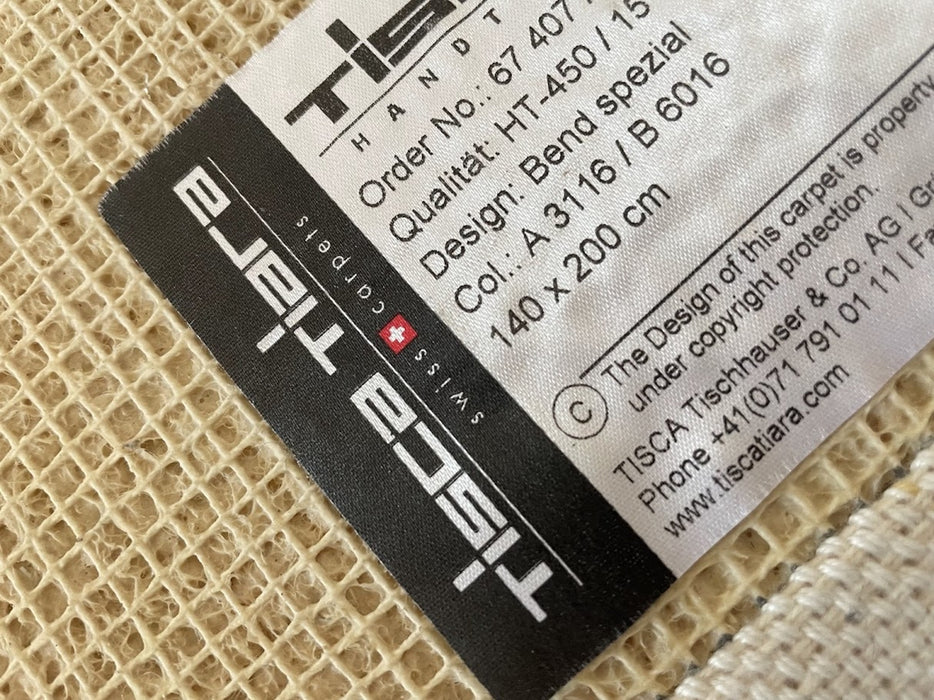 HANDT
Order No.: 67 407
Qualität: HT-450 / 15
Design: Bend spezial
Col.: A 3116 / B 6016
140 x 200 cm
© The Design of this carpet is property
under copyright protection.
TISCA Tischhauser & Co. AG I
Phone +41(0)71 791 01 11 I
www.tiscatiara.com
TISCA TIARA
swiss carpets